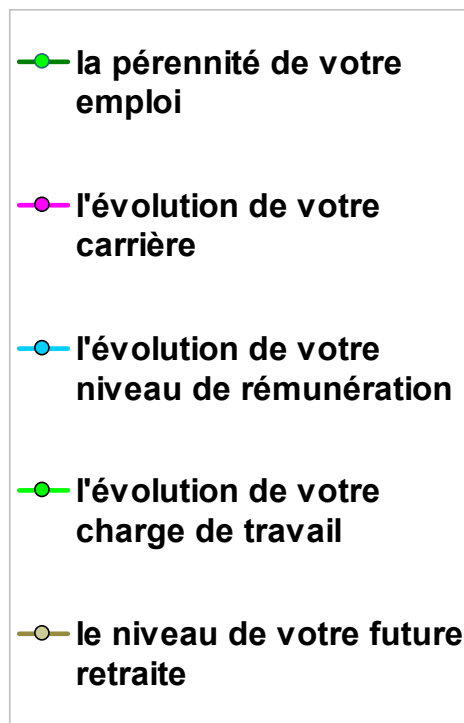 la pérennité de votre
emploi
l'évolution de votre
carrière
l'évolution de votre
niveau de rémunération
l'évolution de votre
charge de travail
le niveau de votre future
retraite